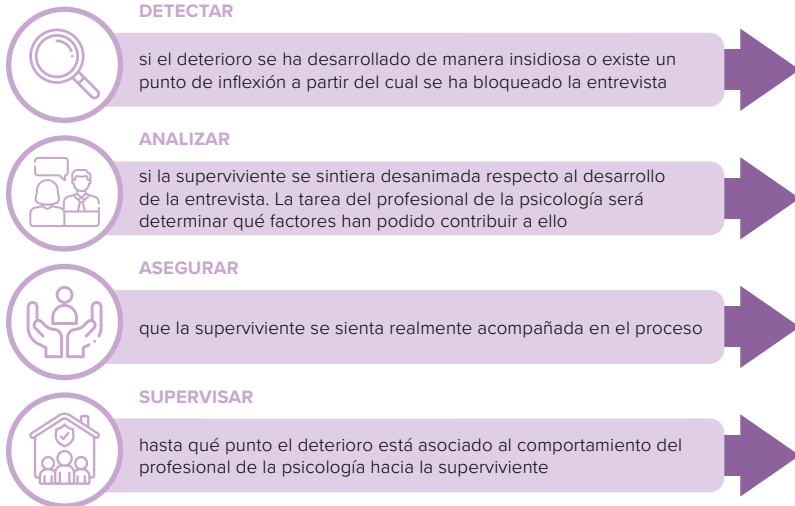 DETECTAR
si el deterioro se ha desarrollado de manera insidiosa o existe un
punto de inflexión a partir del cual se ha bloqueado la entrevista
ANALIZAR
si la superviviente se sintiera desanimada respecto al desarrollo
de la entrevista. La tarea del profesional de la psicología será
determinar qué factores han podido contribuir a ello
ASEGURAR
que la superviviente se sienta realmente acompañada en el proceso
SUPERVISAR
hasta qué punto el deterioro está asociado al comportamiento del
profesional de la psicología hacia la superviviente